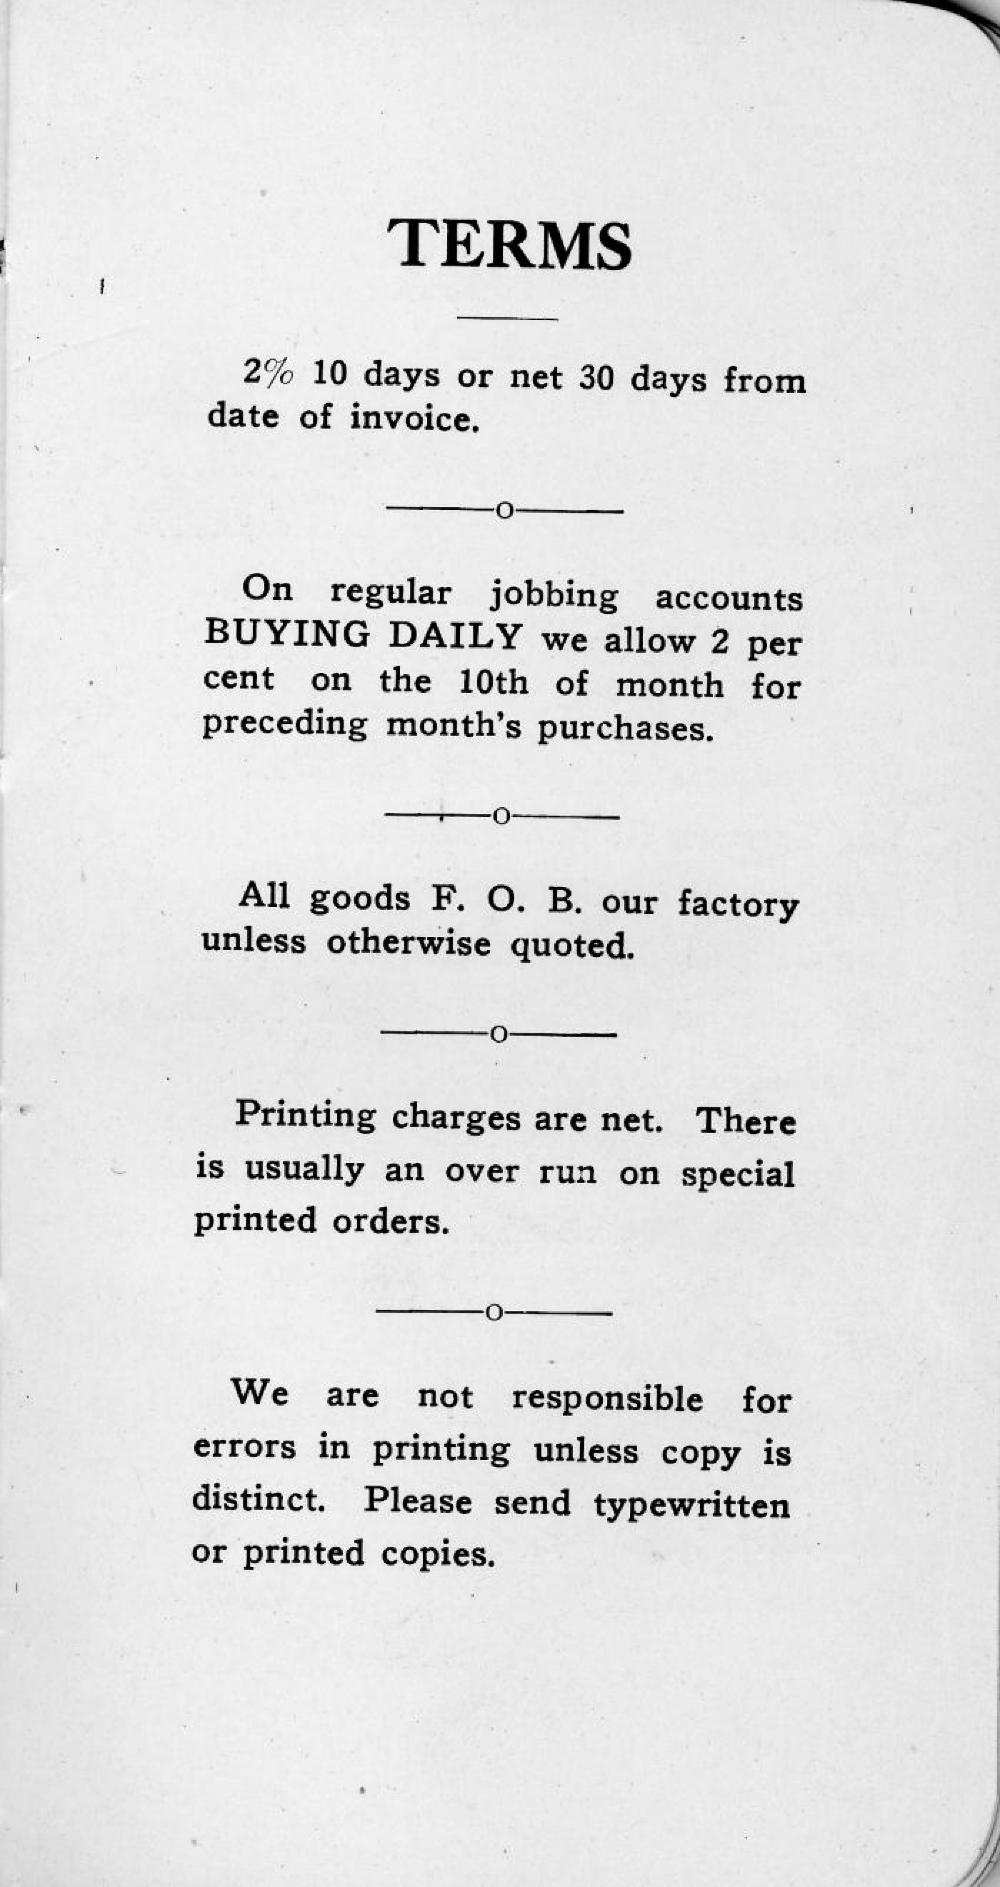 TERMS
2% 10 days or net 30 days from
date of invoice.
O
On regular jobbing accounts
BUYING DAILY we allow 2 per
cent on the 10th of month for
preceding month's purchases.
O
All goods F. O. B. our factory
unless otherwise quoted.
O
Printing charges are net. There
is usually an over run on special
printed orders.
O
We are not responsible for
errors in printing unless copy is
distinct. Please send typewritten
or printed copies.